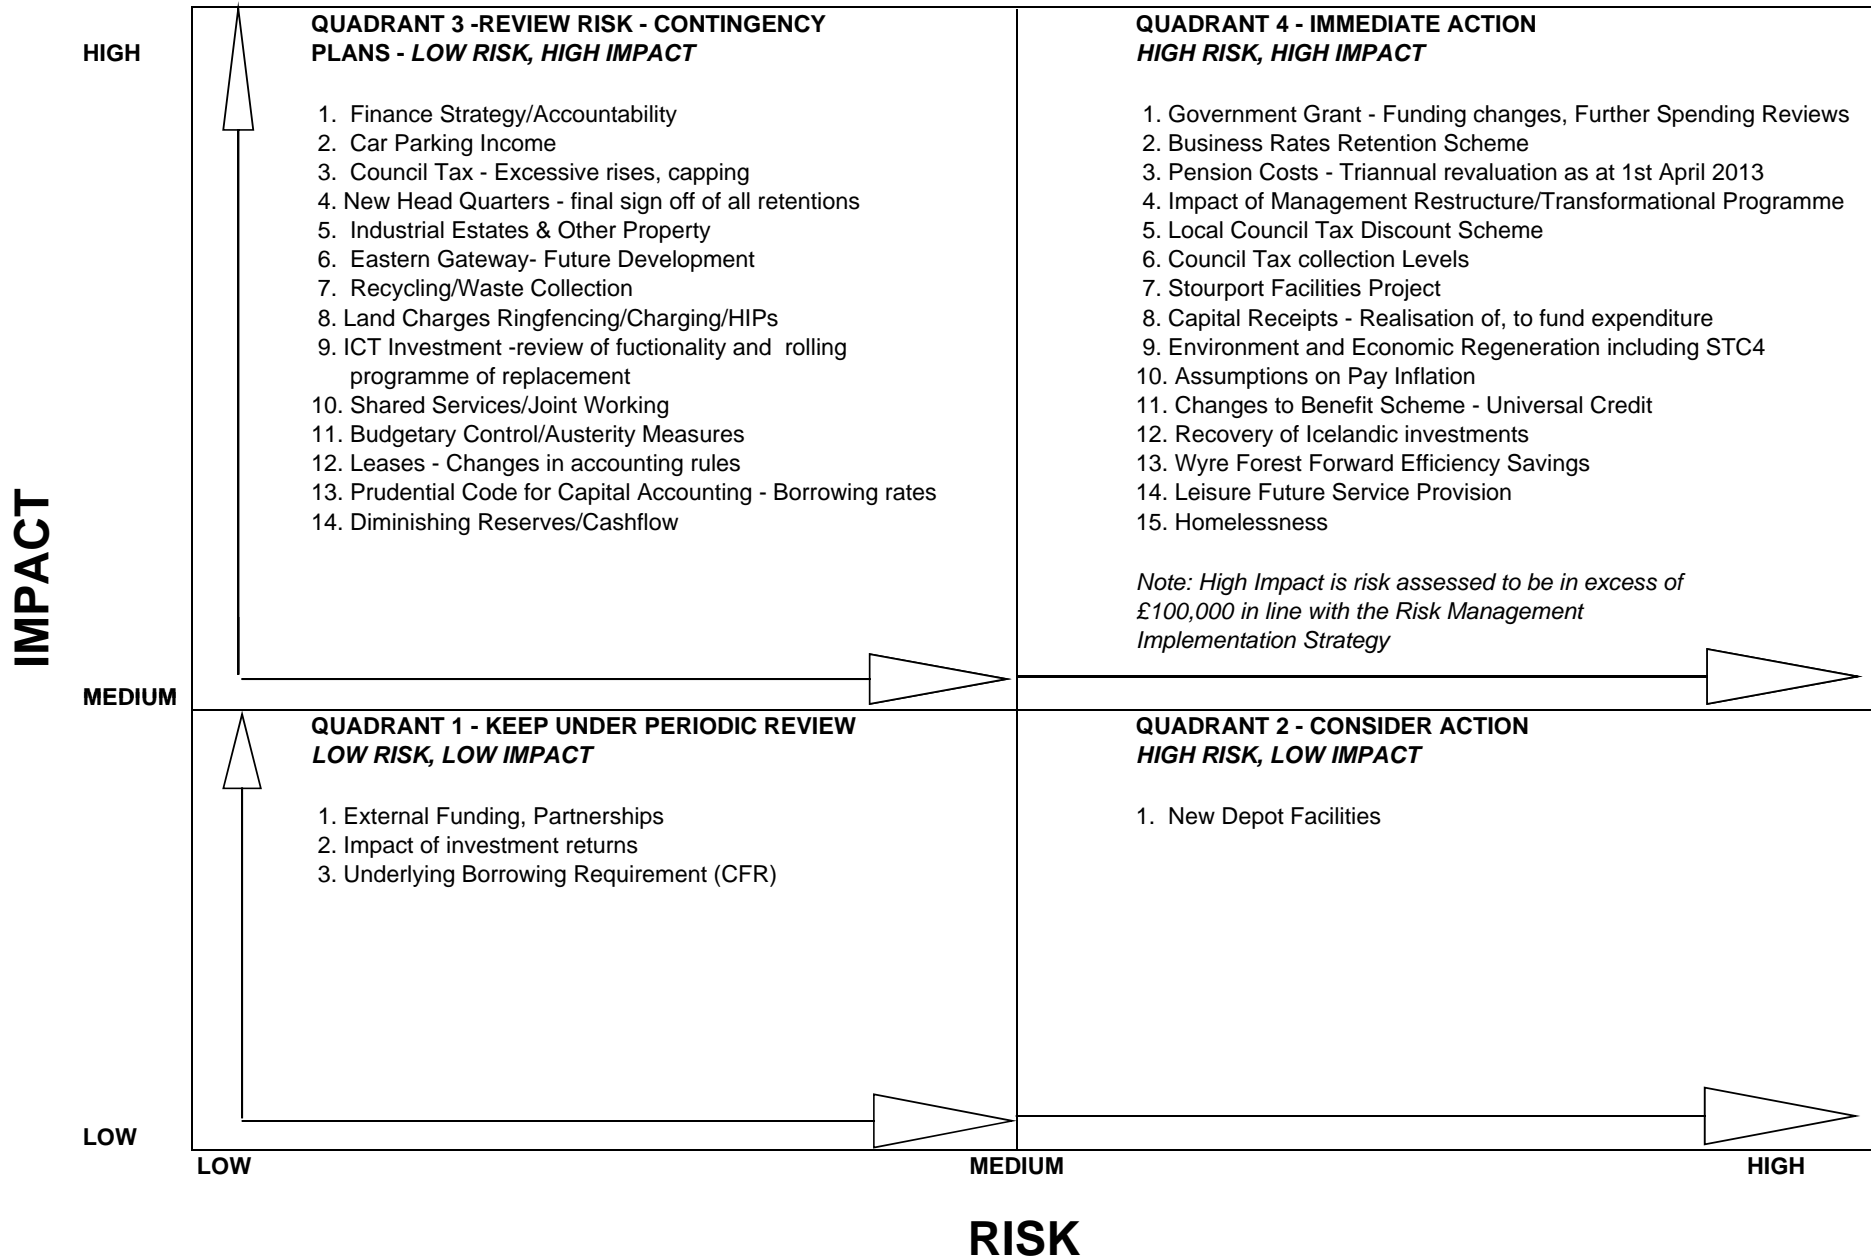 HIGH
QUADRANT 3 -REVIEW RISK - CONTINGENCY
PLANS - LOW RISK, HIGH IMPACT
1. Finance Strategy/Accountability
2. Car Parking Income
3. Council Tax - Excessive rises, capping
4. New Head Quarters - final sign off of all retentions
5. Industrial Estates & Other Property
6. Eastern Gateway- Future Development
7. Recycling/Waste Collection
8. Land Charges Ringfencing/Charging/HIPs
9. ICT Investment -review of fuctionality and rolling
programme of replacement
10. Shared Services/Joint Working
11. Budgetary Control/Austerity Measures
12. Leases - Changes in accounting rules
13. Prudential Code for Capital Accounting - Borrowing rates
14. Diminishing Reserves/Cashflow
QUADRANT 4 - IMMEDIATE ACTION
HIGH RISK, HIGH IMPACT
1. Government Grant - Funding changes, Further Spending Reviews
2. Business Rates Retention Scheme
3. Pension Costs - Triannual revaluation as at 1st April 2013
4. Impact of Management Restructure/Transformational Programme
5. Local Council Tax Discount Scheme
6. Council Tax collection Levels
7. Stourport Facilities Project
8. Capital Receipts - Realisation of, to fund expenditure
9. Environment and Economic Regeneration including STC4
10. Assumptions on Pay Inflation
11. Changes to Benefit Scheme - Universal Credit
12. Recovery of Icelandic investments
13. Wyre Forest Forward Efficiency Savings
14. Leisure Future Service Provision
15. Homelessness
Note: High Impact is risk assessed to be in excess of
£100,000 in line with the Risk Management
Implementation Strategy
IMPACT
MEDIUM
QUADRANT 1 - KEEP UNDER PERIODIC REVIEW
LOW RISK, LOW IMPACT
1. External Funding, Partnerships
2. Impact of investment returns
3. Underlying Borrowing Requirement (CFR)
QUADRANT 2 - CONSIDER ACTION
HIGH RISK, LOW IMPACT
1. New Depot Facilities
LOW
LOW
MEDIUM
HIGH
RISK